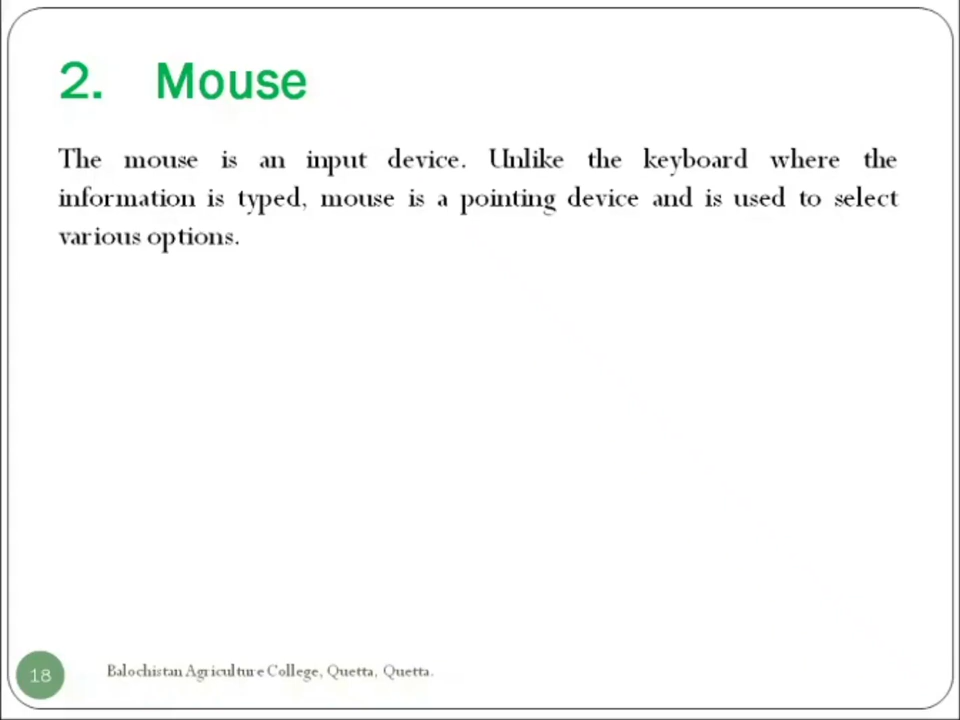 2. Mouse
The mouse is an input device. Unlike the keyboard where the
information is typed, mouse is a pointing device and is used to select
various options.
18
Balochistan Agriculture College, Quetta, Quetta.